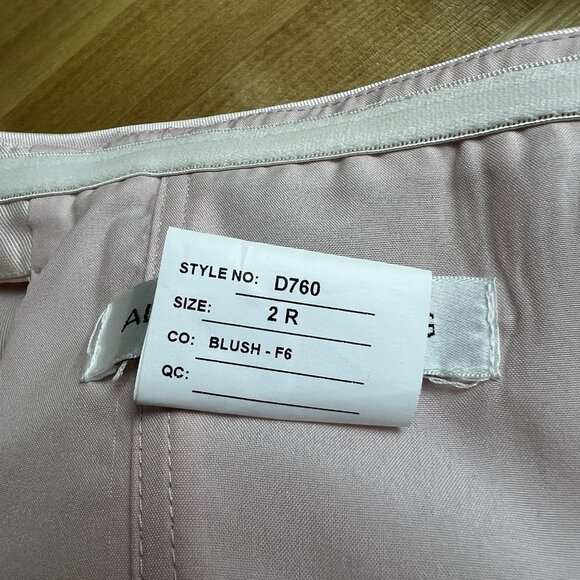 STYLE NO: D760
SIZE: 2 R
CO: BLUSH - F6
QC: